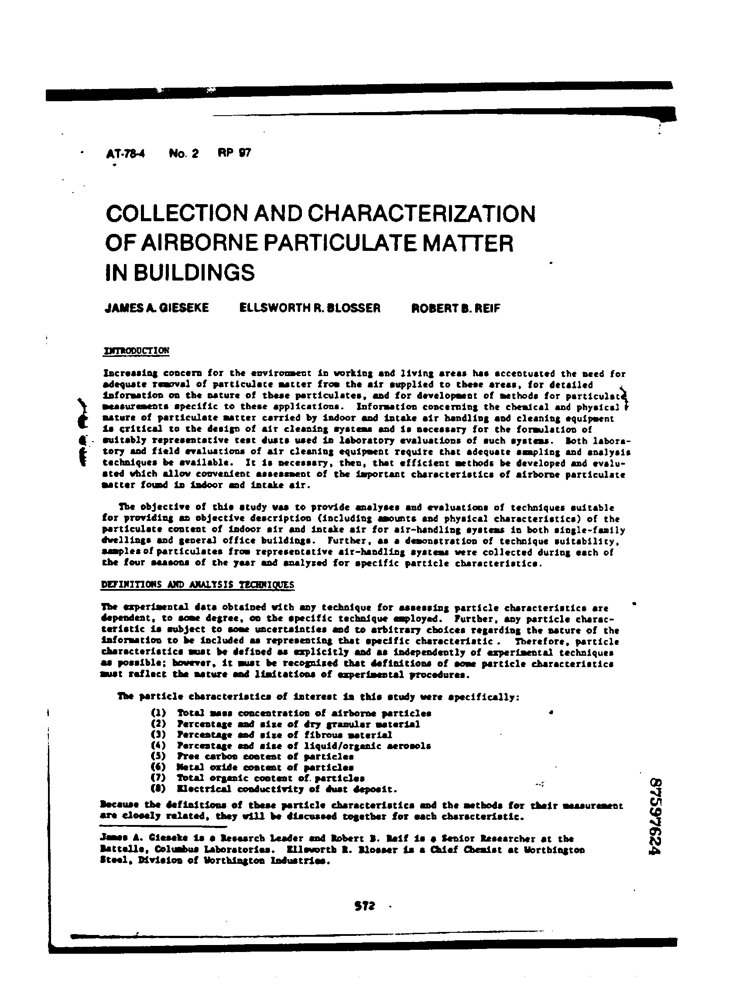 AT-78-4 No. 2 RP 97
COLLECTION AND CHARACTERIZATION
OF AIRBORNE PARTICULATE MATTER
IN BUILDINGS
JAMES A. GIESEKE ELLSWORTH R. BLOSSER ROBERT B. REIF
INTRODUCTION
Increasing concern for the environment in working and living areas has accentuated the need for
adequate removal of particulate matter from the air supplied to these areas, for detailed
information on the nature of these particulates, and for development of methods for particulate
measurements specific to these applications. Information concerning the chemical and physical
nature of particulate matter carried by indoor and intake air handling and cleaning equipment
is critical to the design of air cleaning systems and is necessary for the formulation of
suitably representative test dusts used in laboratory evaluations of such systems. Both labora-
tory and field evaluations of air cleaning equipment require that adequate sampling and analysis
techniques be available. It is necessary, then, that efficient methods be developed and evalu-
ated which allow convenient assessment of the important characteristics of airborne particulate
matter found in indoor and intake air.
The objective of this study was to provide analyses and evaluations of techniques suitable
for providing an objective description (including amounts and physical characteristics) of the
particulate content of indoor air and intake air for air-handling systems in both single-family
dwellings and general office buildings. Further, as a demonstration of technique suitability,
samples of particulates from representative air-handling systems were collected during each of
the four seasons of the year and analyzed for specific particle characteristics.
DEFINITIONS AND ANALYSIS TECHNIQUES
The experimental data obtained with any technique for assessing particle characteristics are
dependent, to some degree, on the specific technique employed. Further, any particle charac-
teristic is subject to some uncertainties and to arbitrary choices regarding the nature of the
information to be included as representing that specific characteristic. Therefore, particle
characteristics must be defined as explicitly and as independently of experimental techniques
as possible; however, it must be recognized that definitions of some particle characteristics
must reflect the nature and limitations of experimental procedures.
The particle characteristics of interest in this study were specifically:
(1) Total mass concentration of airborne particles
(2) Percentage and size of dry granular material
(3) Percentage and size of fibrous material
(4) Percentage and size of liquid/organic aerosols
(5) Free carbon content of particles
(6) Metal oxide content of particles
(7) Total organic content of particles
(8) Electrical conductivity of dust deposit.
Because the definitions of these particle characteristics and the methods for their measurement
are closely related, they will be discussed together for each characteristic.
James A. Gieseke is a Research Leader and Robert B. Reif is a Senior Researcher at the
Battelle, Columbus Laboratories. Ellsworth R. Blosser is a Chief Chemist at Worthington
Steel, Division of Worthington Industries.
572
87597624